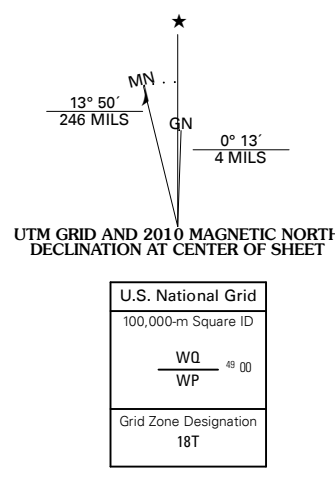 ★
MN
GN
13° 50´
246 MILS
0° 13´
4 MILS
UTM GRID AND 2010 MAGNETIC NORTH
DECLINATION AT CENTER OF SHEET
U.S. National Grid
100,000-m Square ID
WQ
49 00
WP
Grid Zone Designation
18T